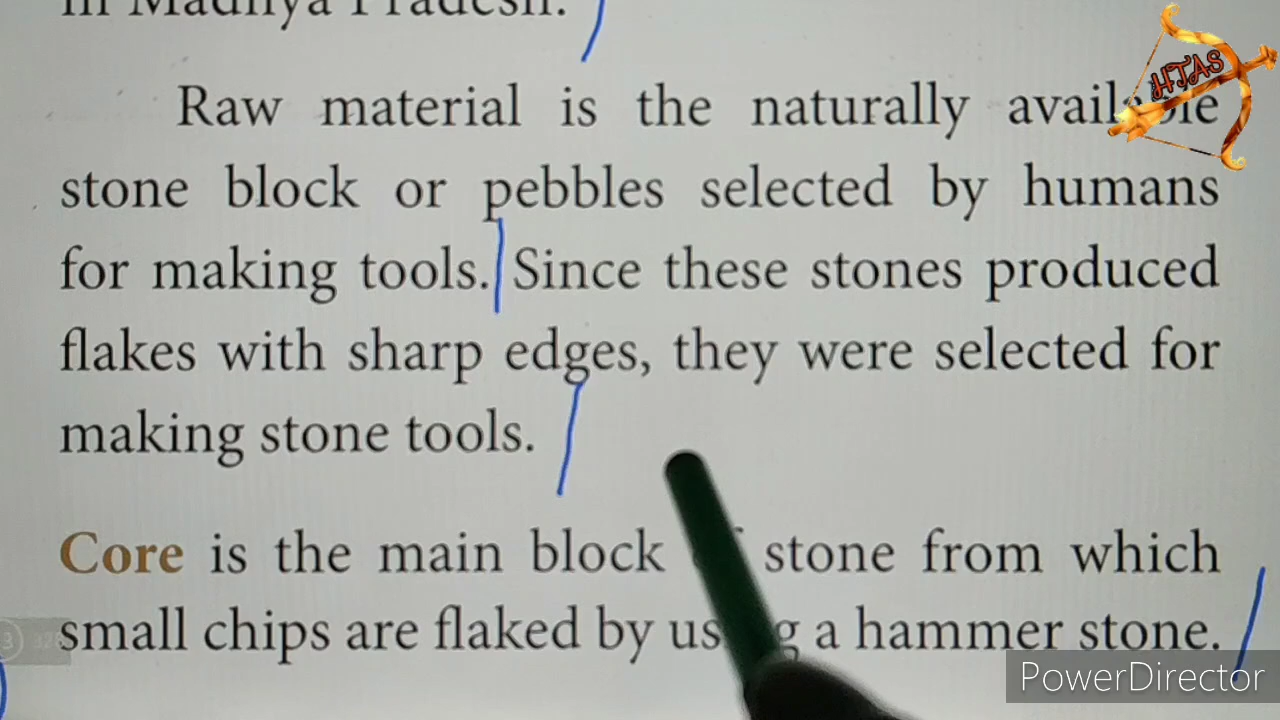 in Madhya Pradesh.
Raw material is the naturally available
stone block or pebbles selected by humans
for making tools. Since these stones produced
flakes with sharp edges, they were selected for
making stone tools.
Core is the main block of stone from which
small chips are flaked by using a hammer stone.
HTAS
PowerDirector